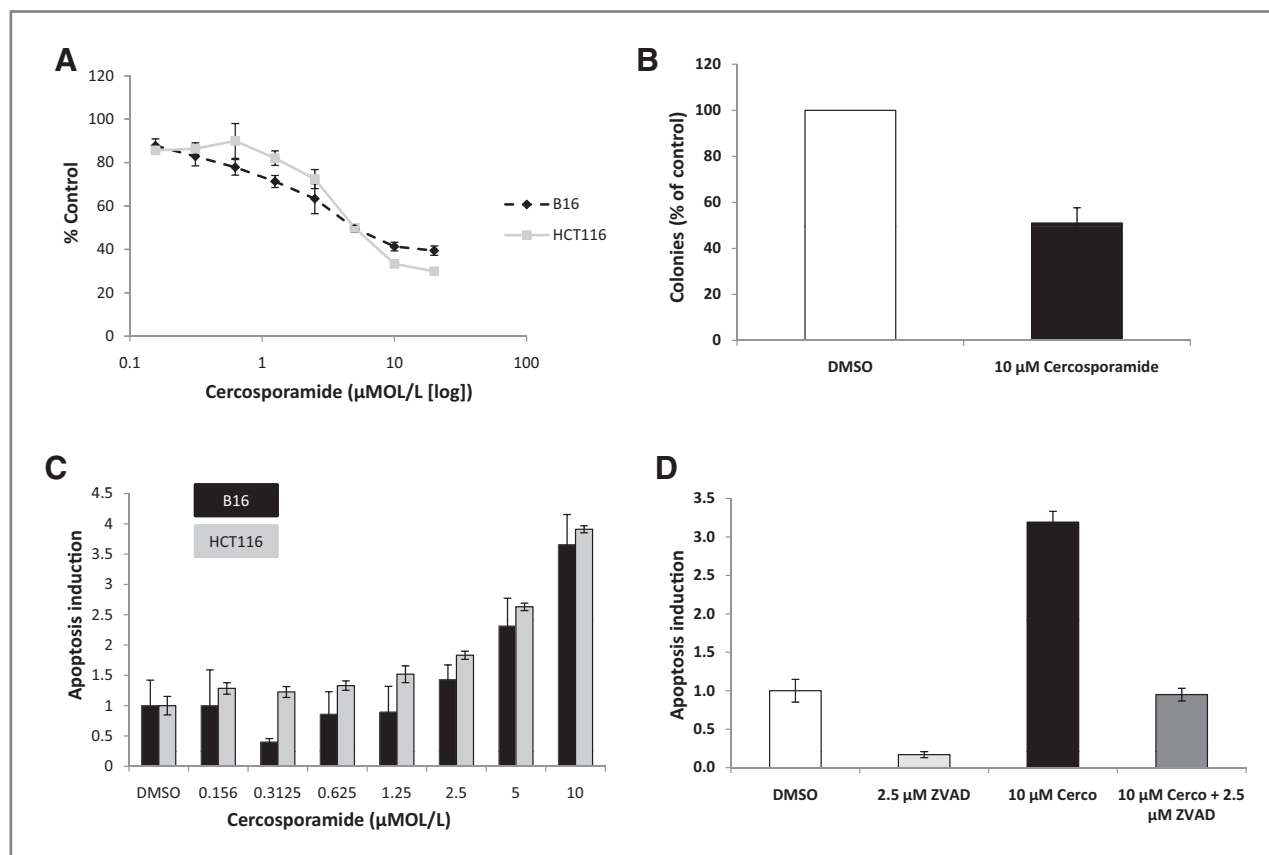 A
120
100
80
60
40
20
0
% Control
0.1 1 10 100
Cercosporamide (µMOL/L [log])
B16
HCT116
B
120
100
80
60
40
20
0
Colonies (% of control)
DMSO 10 µM Cercosporamide
C
4.5
4
3.5
3
2.5
2
1.5
1
0.5
0
Apoptosis induction
B16
HCT116
DMSO 0.156 0.3125 0.625 1.25 2.5 5 10
Cercosporamide (µMOL/L)
D
3.5
3.0
2.5
2.0
1.5
1.0
0.5
0.0
Apoptosis induction
DMSO 2.5 µM ZVAD 10 µM Cerco 10 µM Cerco + 2.5
µM ZVAD